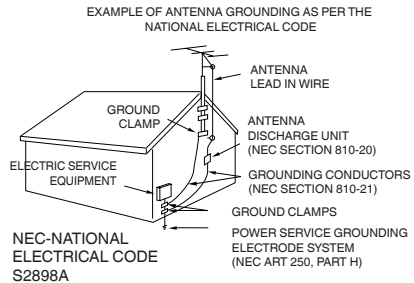 EXAMPLE OF ANTENNA GROUNDING AS PER THE
NATIONAL ELECTRICAL CODE
ANTENNA
LEAD IN WIRE
GROUND
CLAMP
ANTENNA
DISCHARGE UNIT
(NEC SECTION 810-20)
ELECTRIC SERVICE
EQUIPMENT
GROUNDING CONDUCTORS
(NEC SECTION 810-21)
GROUND CLAMPS
POWER SERVICE GROUNDING
ELECTRODE SYSTEM
(NEC ART 250, PART H)
NEC-NATIONAL
ELECTRICAL CODE
S2898A